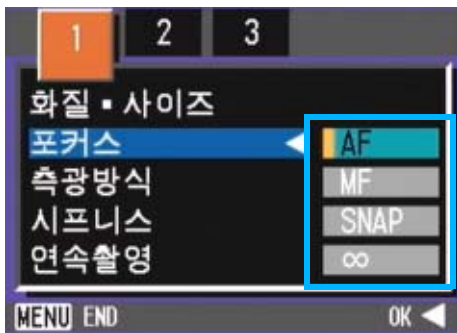 1 2 3
화질▪사이즈
포커스 ◀ AF
측광방식 MF
시프니스 SNAP
연속촬영 ∞
MENU END OK ◀